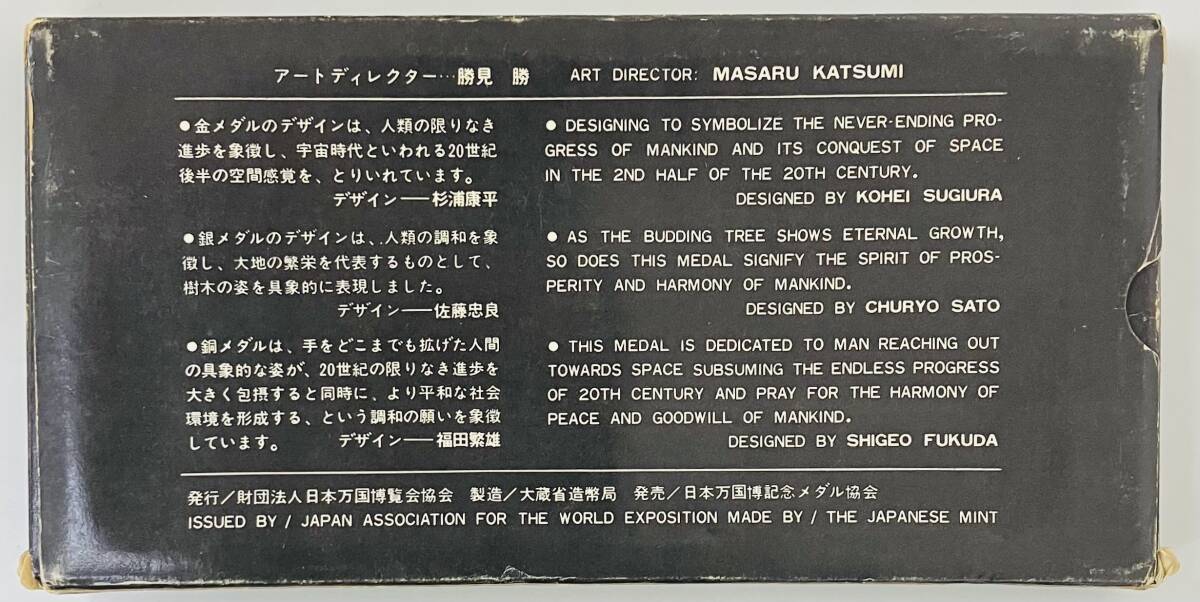 アートディレクター…勝見 勝 ART DIRECTOR: MASARU KATSUMI
●金メダルのデザインは、人類の限りなき
進歩を象徴し、宇宙時代といわれる20世紀
後半の空間感覚を、とりいれています。
デザイン──杉浦康平
● DESIGNING TO SYMBOLIZE THE NEVER-ENDING PRO-
GRESS OF MANKIND AND ITS CONQUEST OF SPACE
IN THE 2ND HALF OF THE 20TH CENTURY.
DESIGNED BY KOHEI SUGIURA
●銀メダルのデザインは、人類の調和を象
徴し、大地の繁栄を代表するものとして、
樹木の姿を具象的に表現しました。
デザイン──佐藤忠良
● AS THE BUDDING TREE SHOWS ETERNAL GROWTH,
SO DOES THIS MEDAL SIGNIFY THE SPIRIT OF PROS-
PERITY AND HARMONY OF MANKIND.
DESIGNED BY CHURYO SATO
●銅メダルは、手をどこまでも拡げた人間
の具象的な姿が、20世紀の限りなき進歩を
大きく包摂すると同時に、より平和な社会
環境を形成する、という調和の願いを象徴
しています。 デザイン──福田繁雄
● THIS MEDAL IS DEDICATED TO MAN REACHING OUT
TOWARDS SPACE SUBSUMING THE ENDLESS PROGRESS
OF 20TH CENTURY AND PRAY FOR THE HARMONY OF
PEACE AND GOODWILL OF MANKIND.
DESIGNED BY SHIGEO FUKUDA
発行/財団法人日本万国博覧会協会 製造/大蔵省造幣局 発売/日本万国博記念メダル協会
ISSUED BY / JAPAN ASSOCIATION FOR THE WORLD EXPOSITION MADE BY / THE JAPANESE MINT